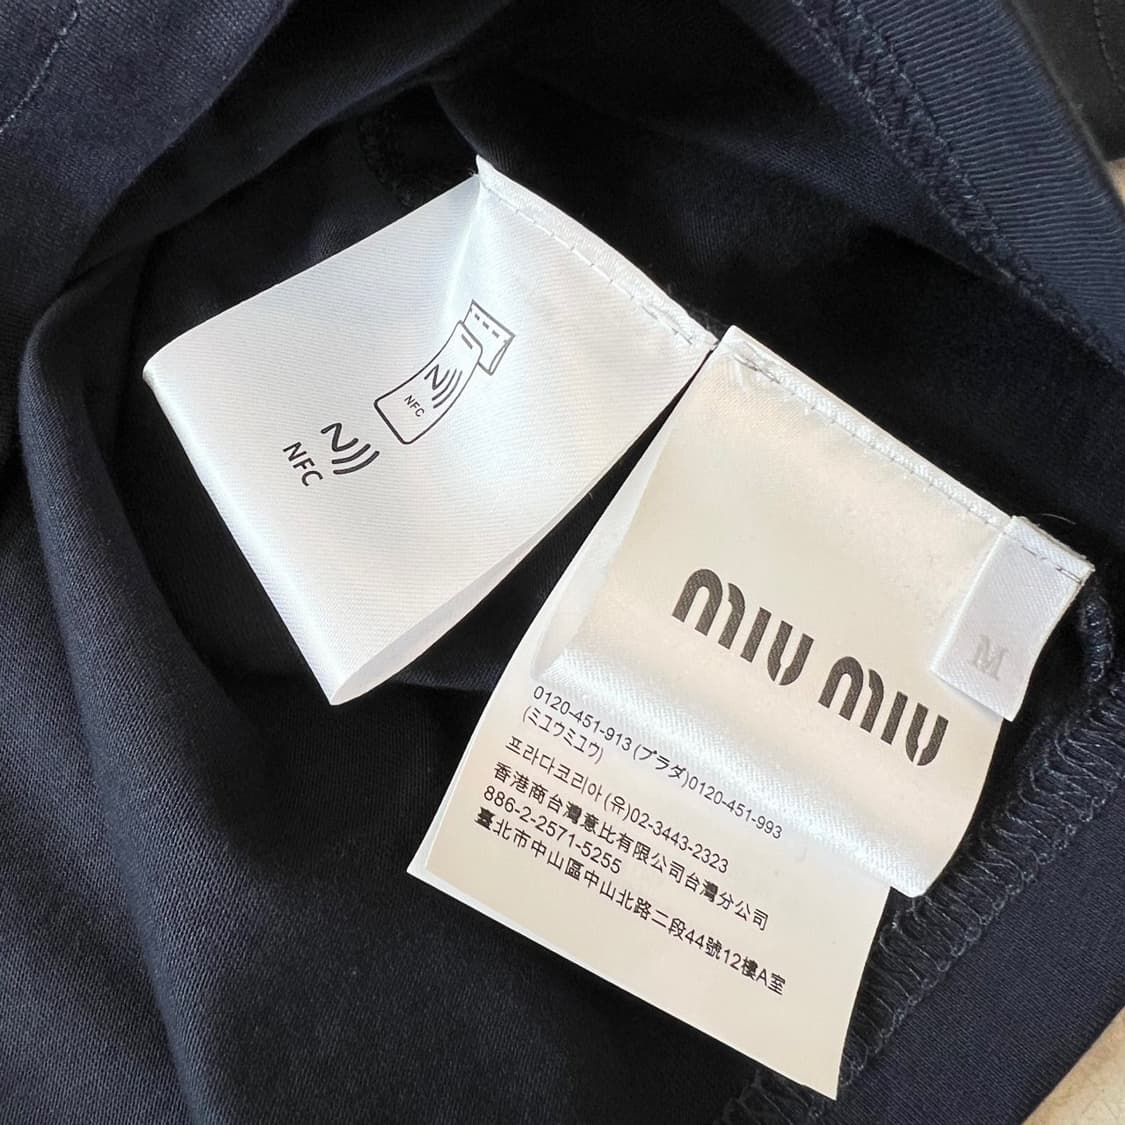 NFC
NFC
M
MIU MIU
0120-451-913 (プラダ)0120-451-993
(ミュウミュウ)
프라다코리아 (유)02-3443-2323
香港商台灣意比有限公司台灣分公司
886-2-2571-5255
臺北市中山區中山北路二段44號12樓A室